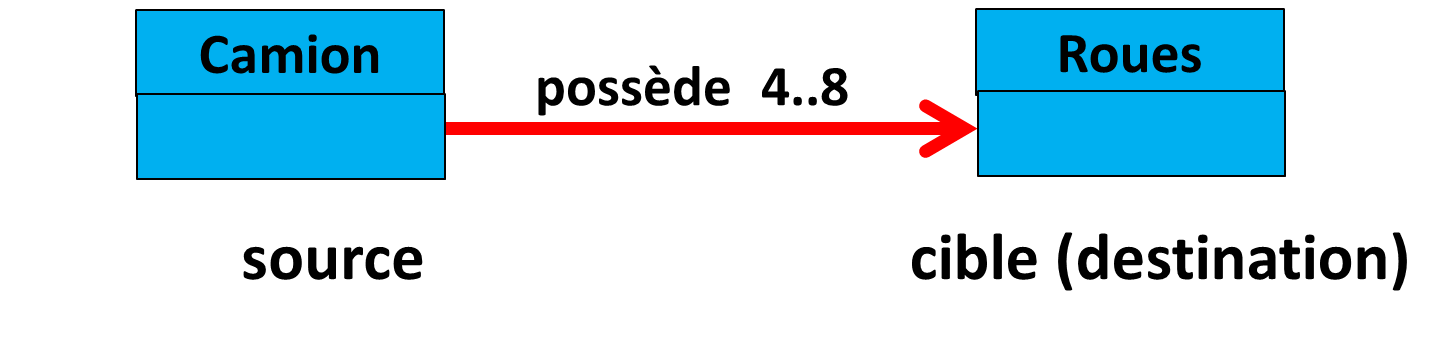 Camion
possède 4..8
Roues
source
cible (destination)